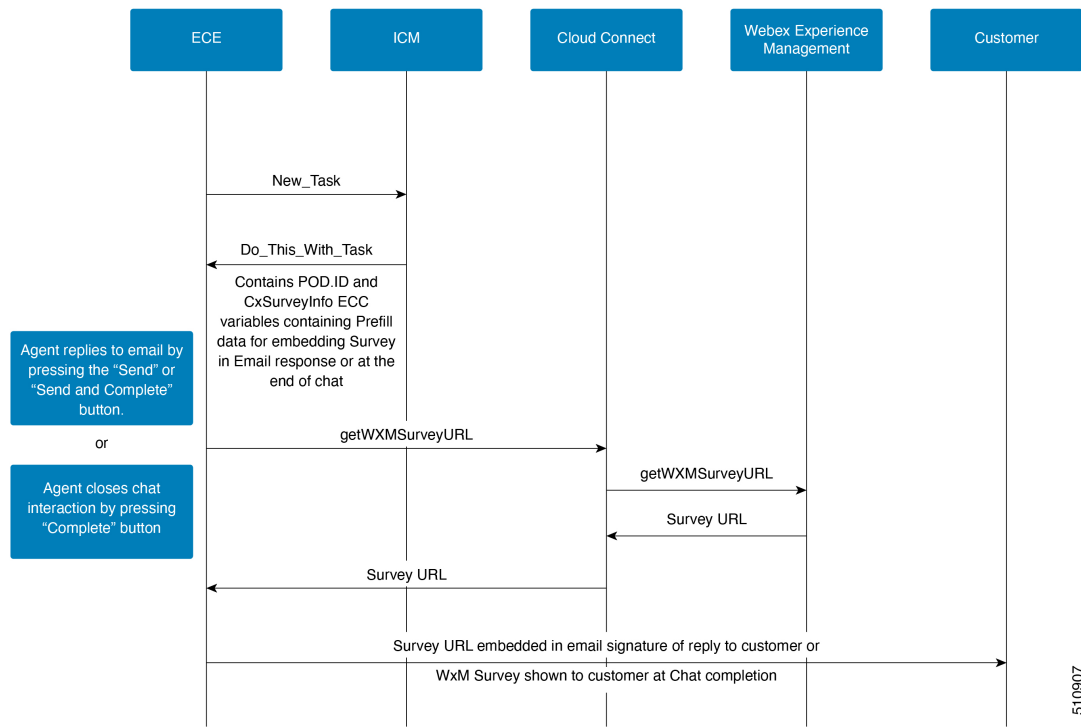 ECE
ICM
Cloud Connect
Webex Experience
Management
Customer
New_Task
Do_This_With_Task
Contains POD.ID and
CxSurveyInfo ECC
variables containing Prefill
data for embedding Survey
in Email response or at the
end of chat
Agent replies to email by
pressing the “Send” or
“Send and Complete”
button.
or
Agent closes chat
interaction by pressing
“Complete” button
getWXMSurveyURL
getWXMSurveyURL
Survey URL
Survey URL
Survey URL embedded in email signature of reply to customer or
WxM Survey shown to customer at Chat completion
510907